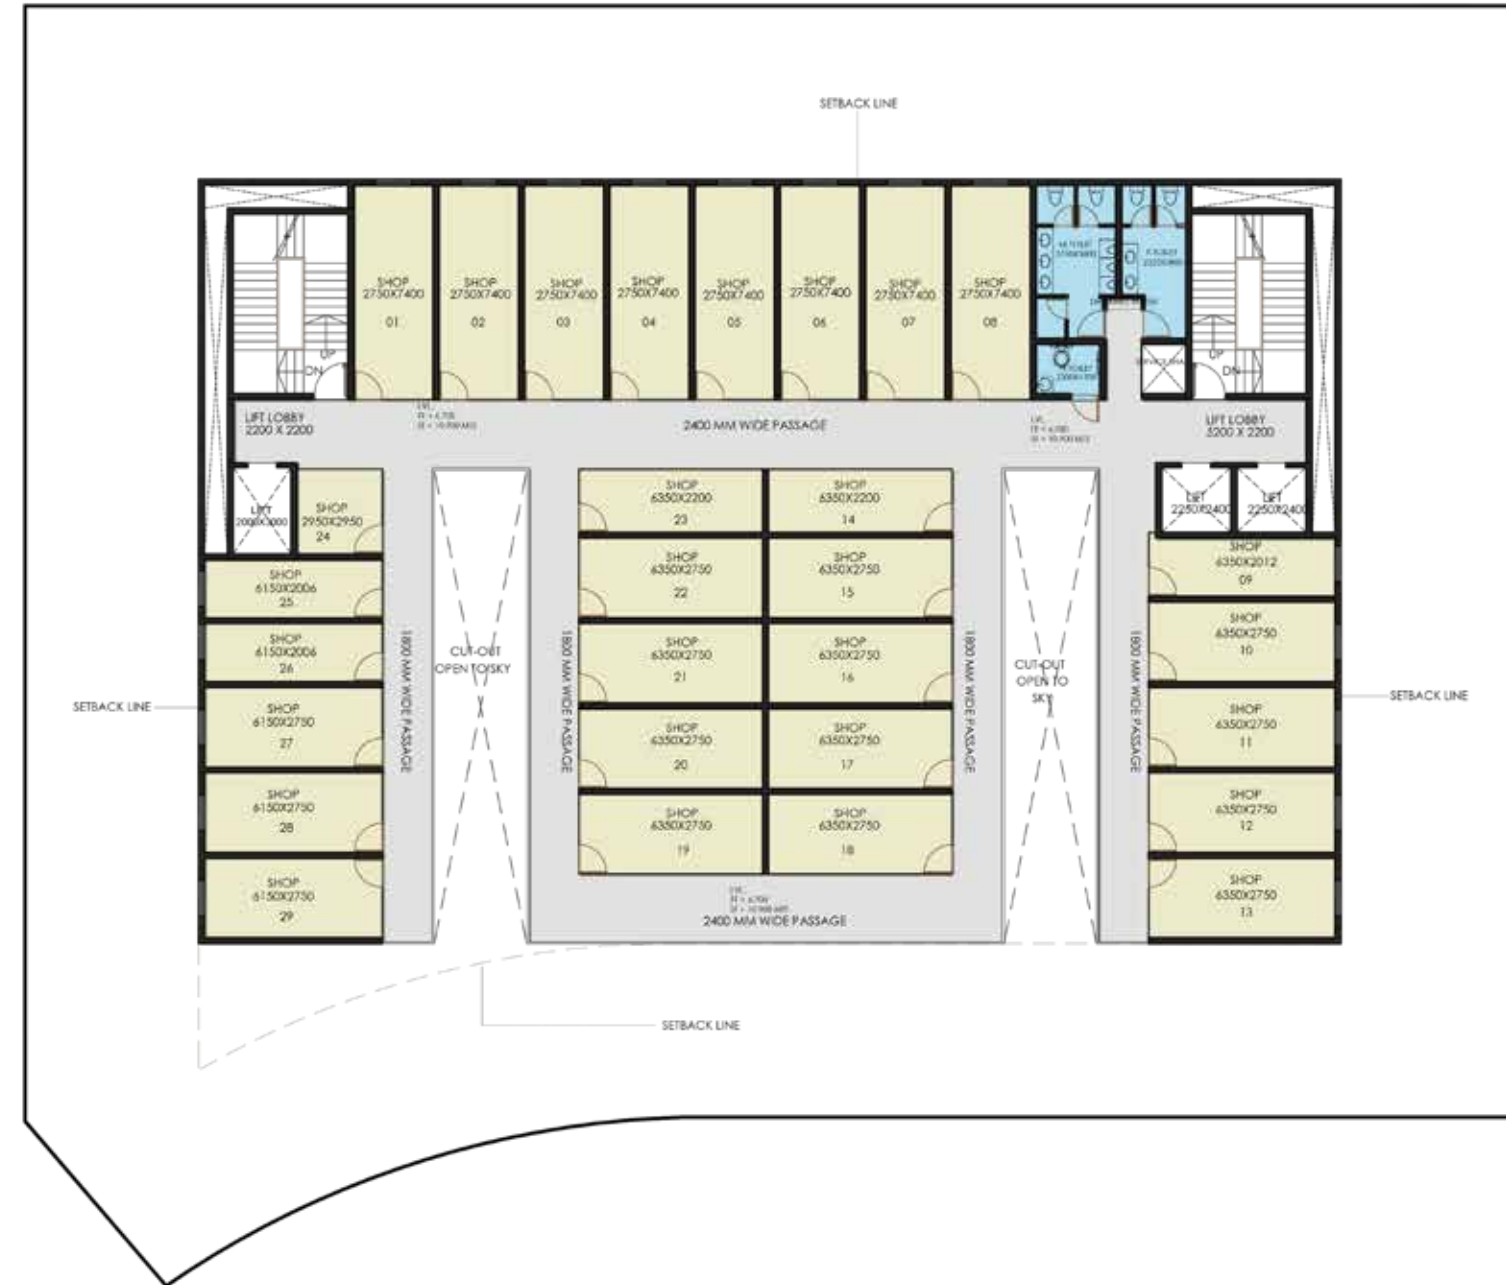 SETBACK LINE
SHOP
2750X7400
01
SHOP
2750X7400
02
SHOP
2750X7400
03
SHOP
2750X7400
04
SHOP
2750X7400
05
SHOP
2750X7400
06
SHOP
2750X7400
07
SHOP
2750X7400
08
UP
DN
UP
DN
LIFT LOBBY
2200 X 2200
2400 MM WIDE PASSAGE
LIFT LOBBY
5200 X 2200
LIFT
SHOP
2950X2950
24
SHOP
6350X2200
23
SHOP
6350X2200
14
LIFT
2250X2400
LIFT
2250X2400
SHOP
6150X2006
25
SHOP
6350X2750
22
SHOP
6350X2750
15
SHOP
6350X2012
09
SHOP
6150X2006
26
SHOP
6350X2750
21
SHOP
6350X2750
16
SHOP
6350X2750
10
1800 MM WIDE PASSAGE
CUT-OUT
OPEN TO SKY
1800 MM WIDE PASSAGE
1800 MM WIDE PASSAGE
CUT-OUT
OPEN TO
SKY
1800 MM WIDE PASSAGE
SETBACK LINE
SETBACK LINE
SHOP
6150X2750
27
SHOP
6350X2750
20
SHOP
6350X2750
17
SHOP
6350X2750
11
SHOP
6150X2750
28
SHOP
6350X2750
19
SHOP
6350X2750
18
SHOP
6350X2750
12
SHOP
6150X2750
29
SHOP
6350X2750
13
2400 MM WIDE PASSAGE
SETBACK LINE